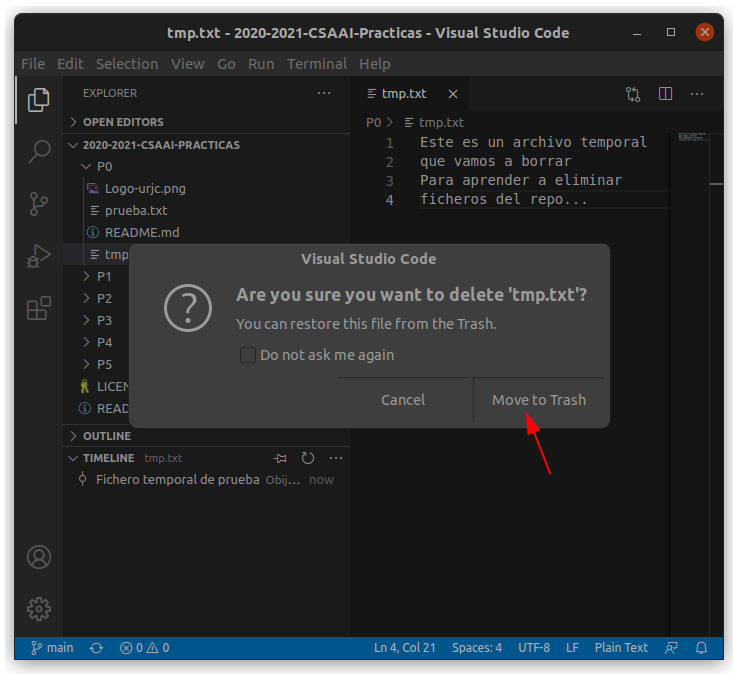 tmp.txt - 2020-2021-CSAAI-Practicas - Visual Studio Code
File Edit Selection View Go Run Terminal Help
EXPLORER
tmp.txt
OPEN EDITORS
P0 > tmp.txt
2020-2021-CSAAI-PRACTICAS
1 Este es un archivo temporal
2 que vamos a borrar
3 Para aprender a eliminar
4 ficheros del repo...
P0
Logo-urjc.png
prueba.txt
README.md
tmp
P1
P2
P3
P4
P5
LICEN
READ
Visual Studio Code
Are you sure you want to delete 'tmp.txt'?
You can restore this file from the Trash.
Do not ask me again
Cancel
Move to Trash
OUTLINE
TIMELINE tmp.txt
Fichero temporal de prueba Obij... now
main 0 0 Ln 4, Col 21 Spaces: 4 UTF-8 LF Plain Text